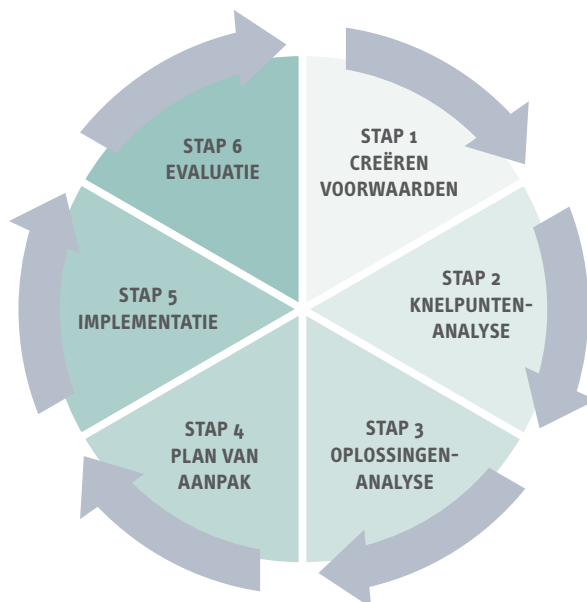 STAP 1
CREËREN
VOORWAARDEN
STAP 2
KNELPUNTEN-
ANALYSE
STAP 3
OPLOSSINGEN-
ANALYSE
STAP 4
PLAN VAN
AANPAK
STAP 5
IMPLEMENTATIE
STAP 6
EVALUATIE